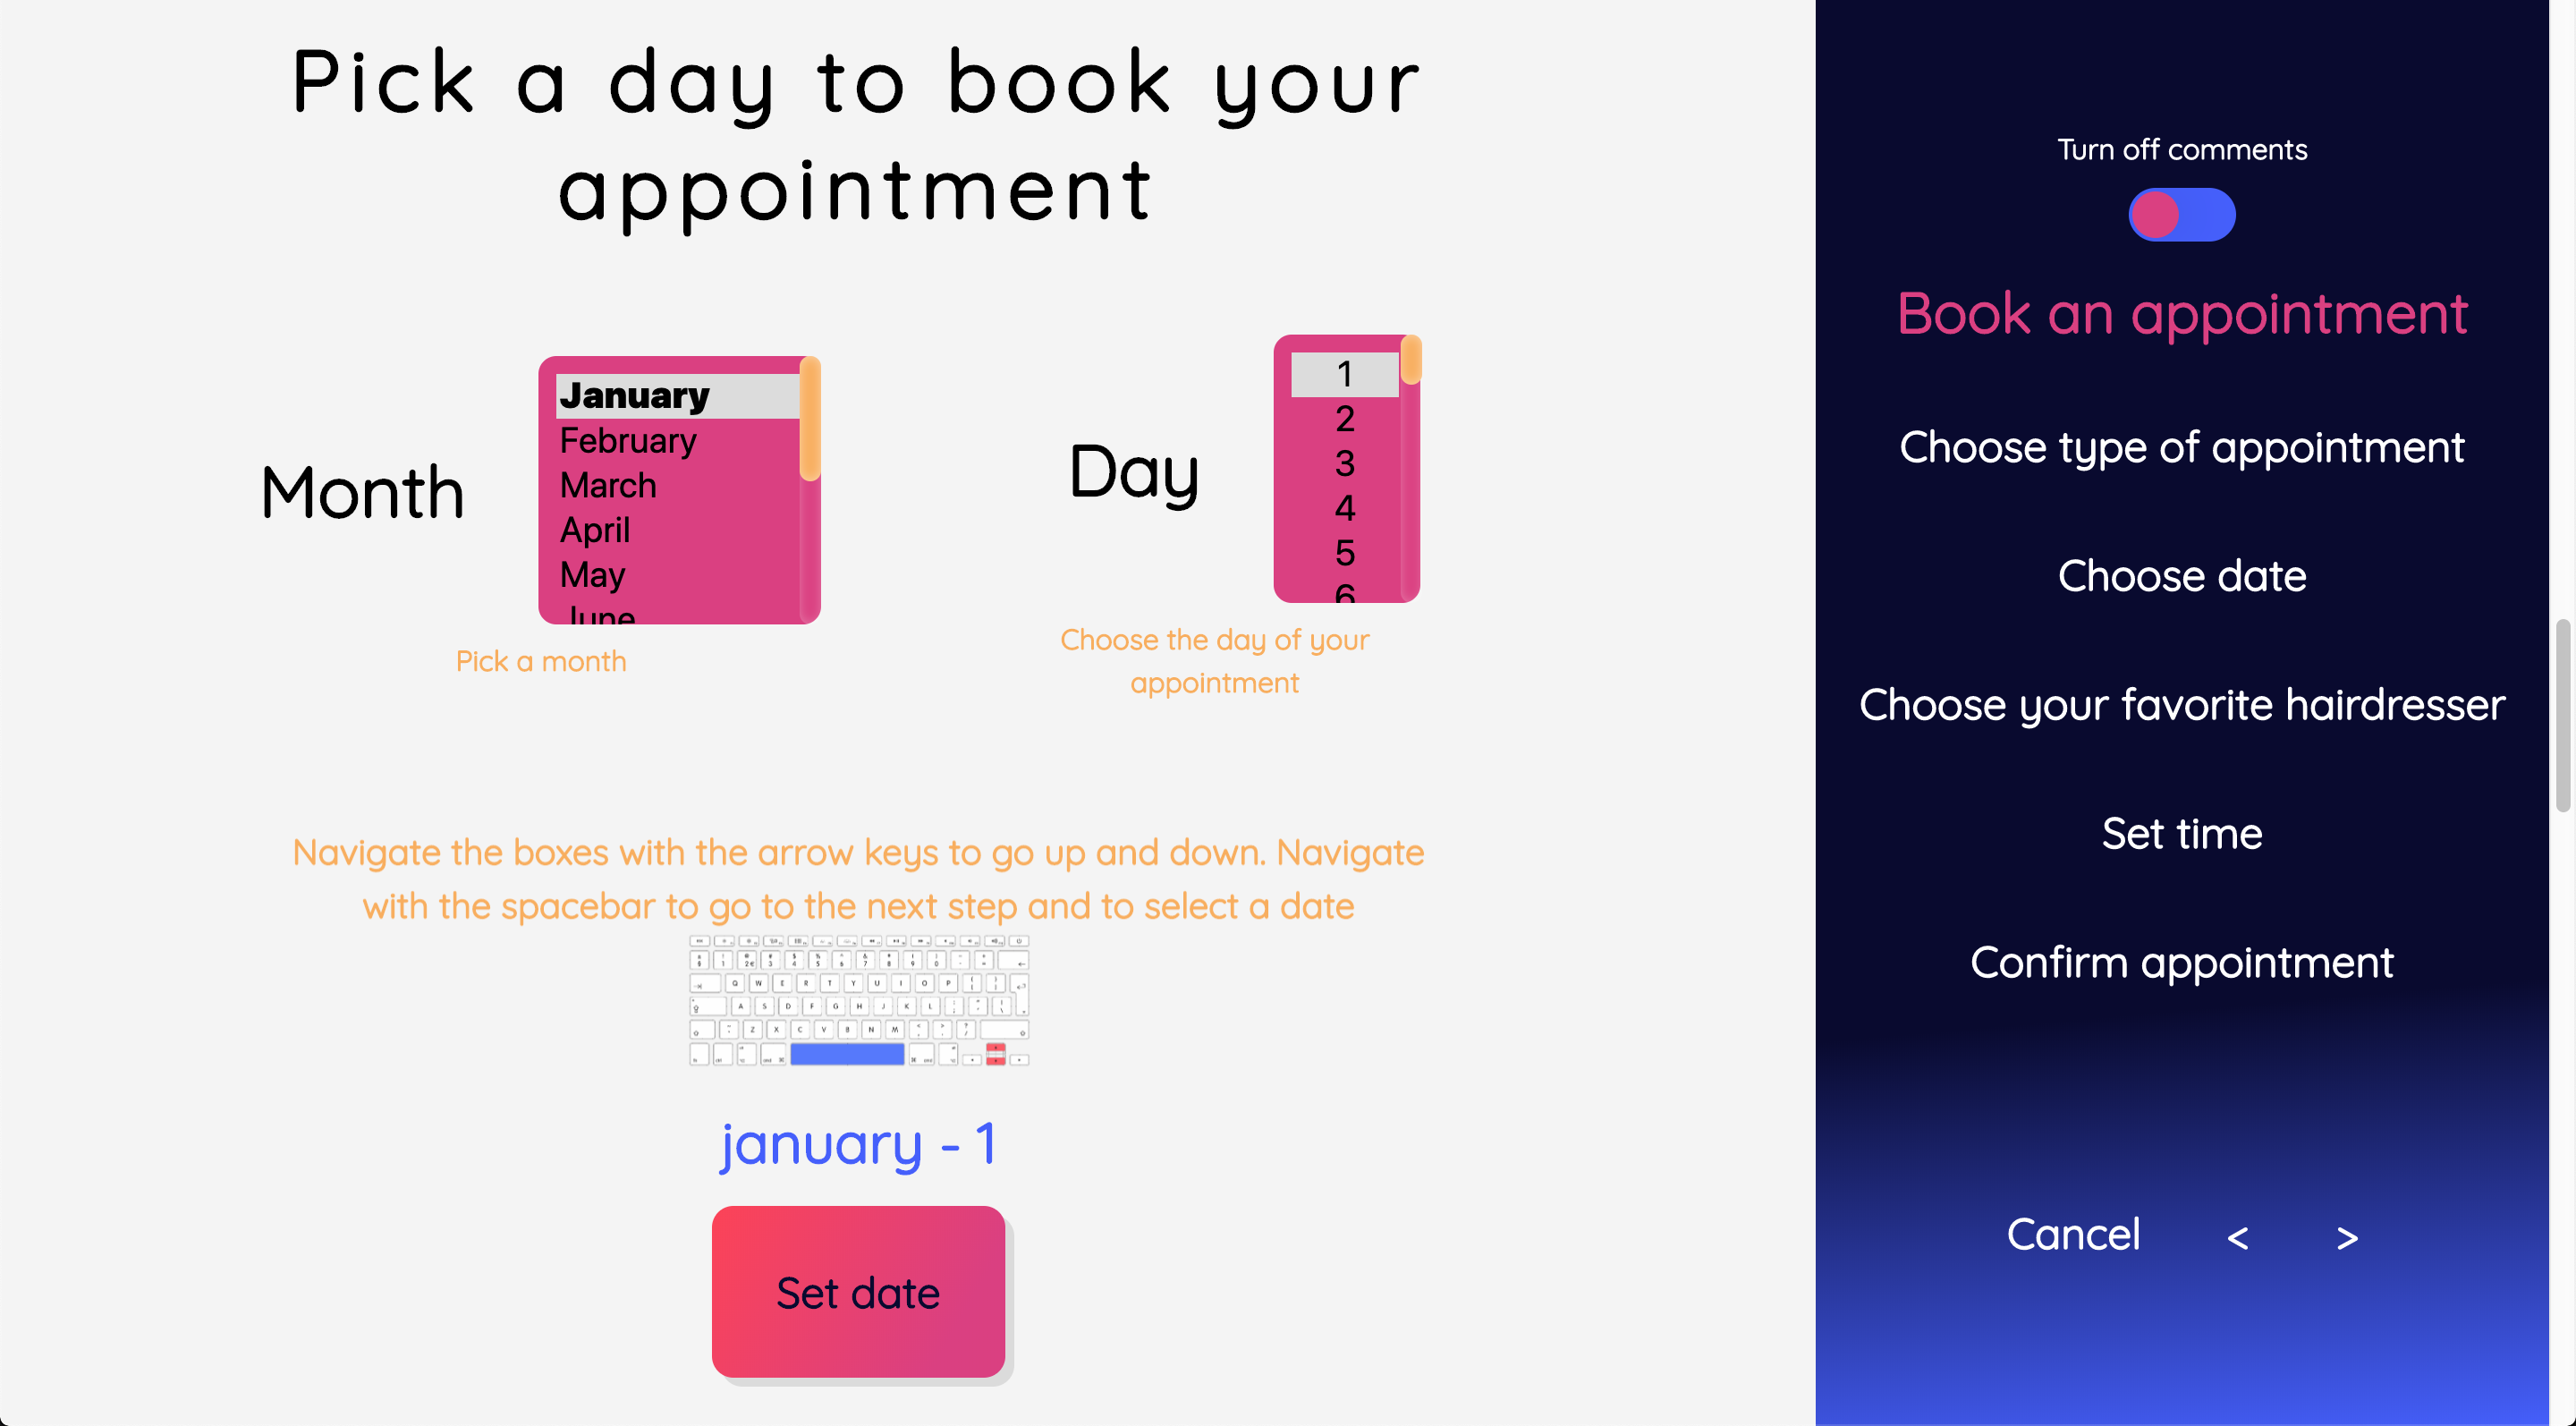 Pick a day to book your
appointment
Month
January
February
March
April
May
June
Pick a month
Day
1
2
3
4
5
6
Choose the day of your
appointment
Navigate the boxes with the arrow keys to go up and down. Navigate
with the spacebar to go to the next step and to select a date
Q W E R T Y U I O P
A S D F G H J K L
Z X C V B N M
january - 1
Set date
Turn off comments
Book an appointment
Choose type of appointment
Choose date
Choose your favorite hairdresser
Set time
Confirm appointment
Cancel < >